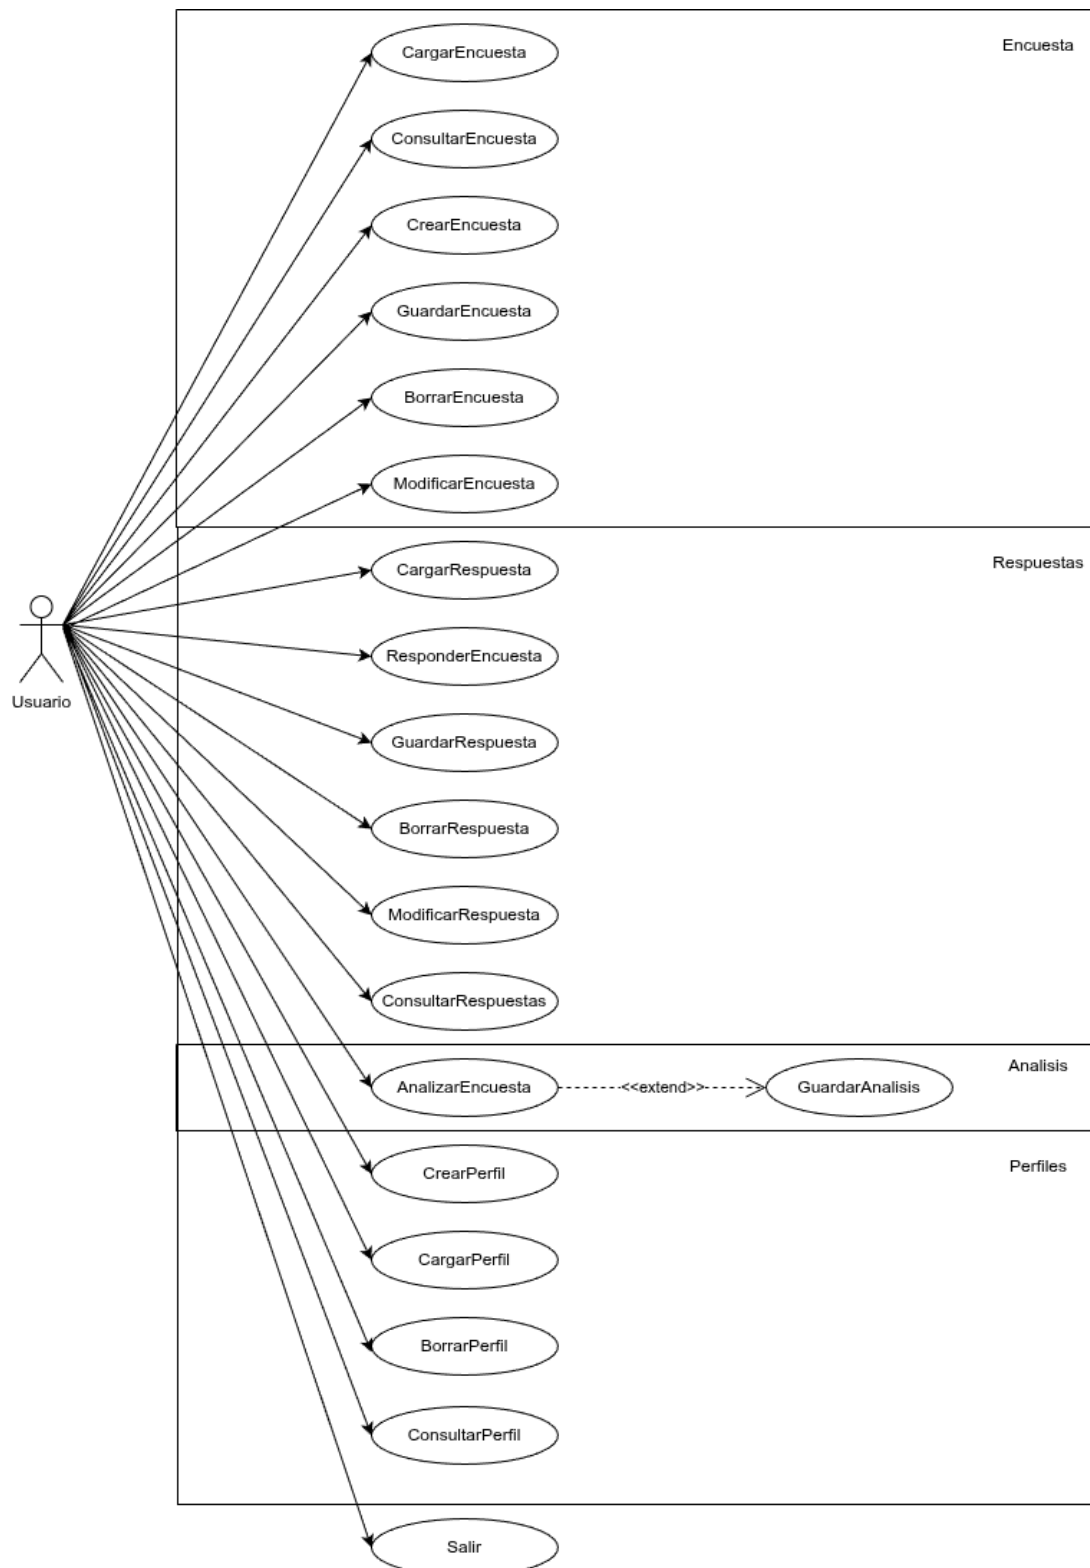 CargarEncuesta
Encuesta
ConsultarEncuesta
CrearEncuesta
GuardarEncuesta
BorrarEncuesta
ModificarEncuesta
CargarRespuesta
Respuestas
ResponderEncuesta
Usuario
GuardarRespuesta
BorrarRespuesta
ModificarRespuesta
ConsultarRespuestas
Analisis
AnalizarEncuesta
<<extend>>
GuardarAnalisis
CrearPerfil
Perfiles
CargarPerfil
BorrarPerfil
ConsultarPerfil
Salir